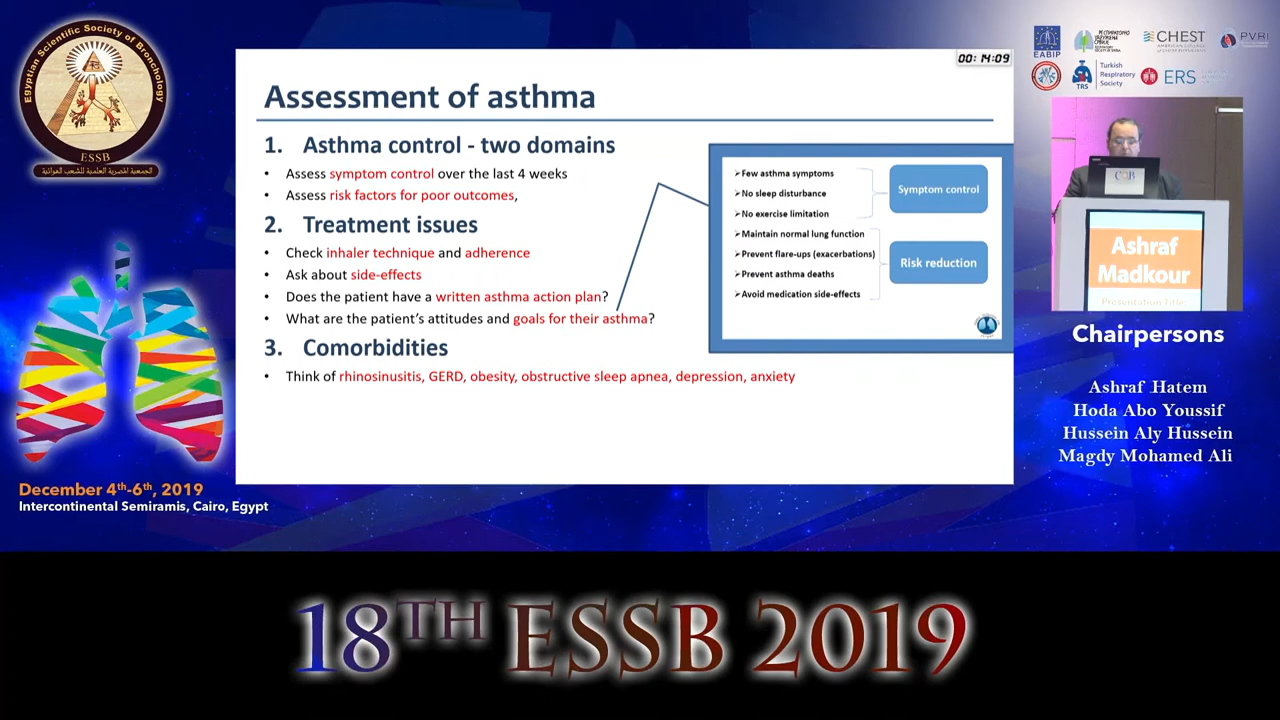 Egyptian Scientific Society of Bronchology
ESSB
الجمعية المصرية العلمية للشعب الهوائية
December 4th-6th, 2019
Intercontinental Semiramis, Cairo, Egypt
00: 14:09
Assessment of asthma
1. Asthma control - two domains
• Assess symptom control over the last 4 weeks
• Assess risk factors for poor outcomes,
2. Treatment issues
• Check inhaler technique and adherence
• Ask about side-effects
• Does the patient have a written asthma action plan?
• What are the patient's attitudes and goals for their asthma?
3. Comorbidities
• Think of rhinosinusitis, GERD, obesity, obstructive sleep apnea, depression, anxiety
➢Few asthma symptoms
➢No sleep disturbance
➢No exercise limitation
➢Maintain normal lung function
➢Prevent flare-ups (exacerbations)
➢Prevent asthma deaths
➢Avoid medication side-effects
Symptom control
Risk reduction
EABIP
CHEST
PVRI
TRS
Turkish
Respiratory
Society
ERS
Ashraf
Madkour
Presentation Title
Chairpersons
Ashraf Hatem
Hoda Abo Youssif
Hussein Aly Hussein
Magdy Mohamed Ali
18TH ESSB 2019